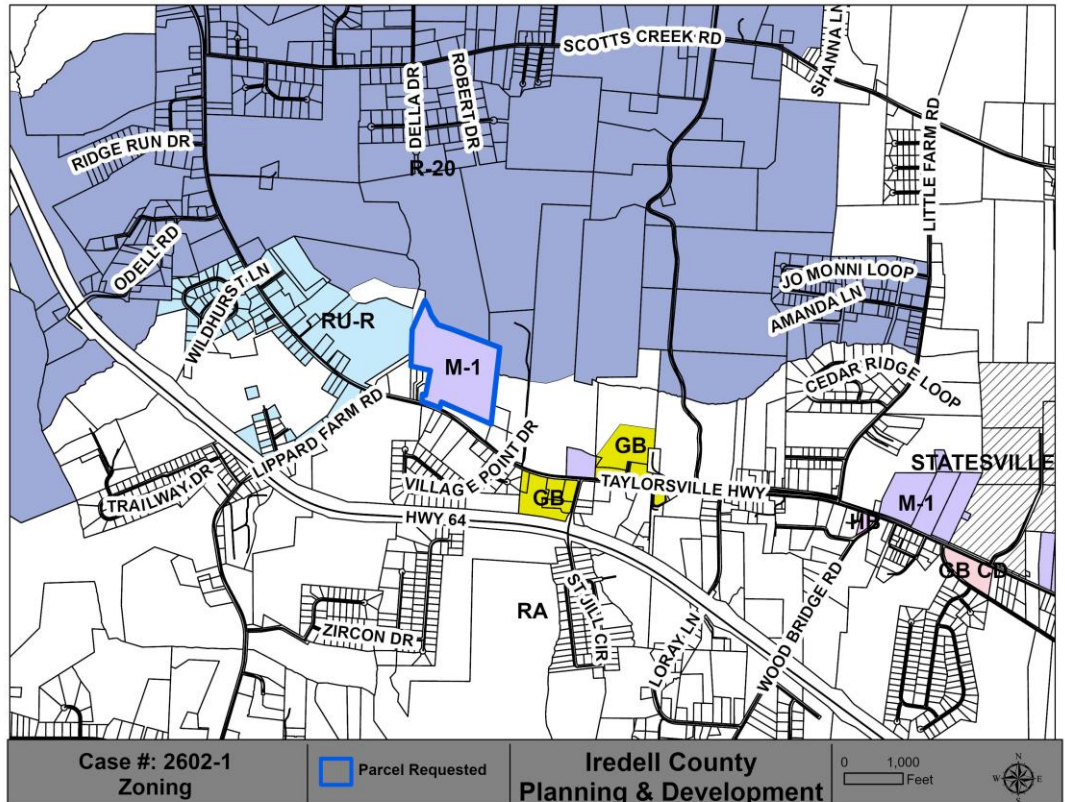 SCOTTS CREEK RD
SHANNA LN
DELLA DR
ROBERT DR
RIDGE RUN DR
R-20
LITTLE FARM RD
ODELL RD
JO MONNI LOOP
AMANDA LN
WILDHURST LN
RU-R
M-1
CEDAR RIDGE LOOP
LIPPARD FARM RD
GB
STATESVILLE
TRAILWAY DR
VILLAGE POINT DR
GB
TAYLORSVILLE HWY
M-1
HWY 64
HB
GB CD
ST JILL CIR
RA
ZIRCON DR
LORAY LN
WOOD BRIDGE RD
Case #: 2602-1
Zoning
Parcel Requested
Iredell County
Planning & Development
0 1,000
Feet
N
W E
S